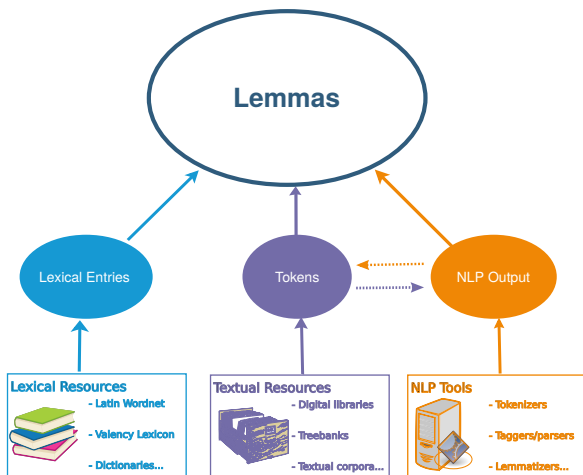 Lemmas
Lexical Entries
Tokens
NLP Output
Lexical Resources
- Latin Wordnet
- Valency Lexicon
- Dictionaries...
Textual Resources
- Digital libraries
- Treebanks
- Textual corpora...
NLP Tools
- Tokenizers
- Taggers/parsers
- Lemmatizers...